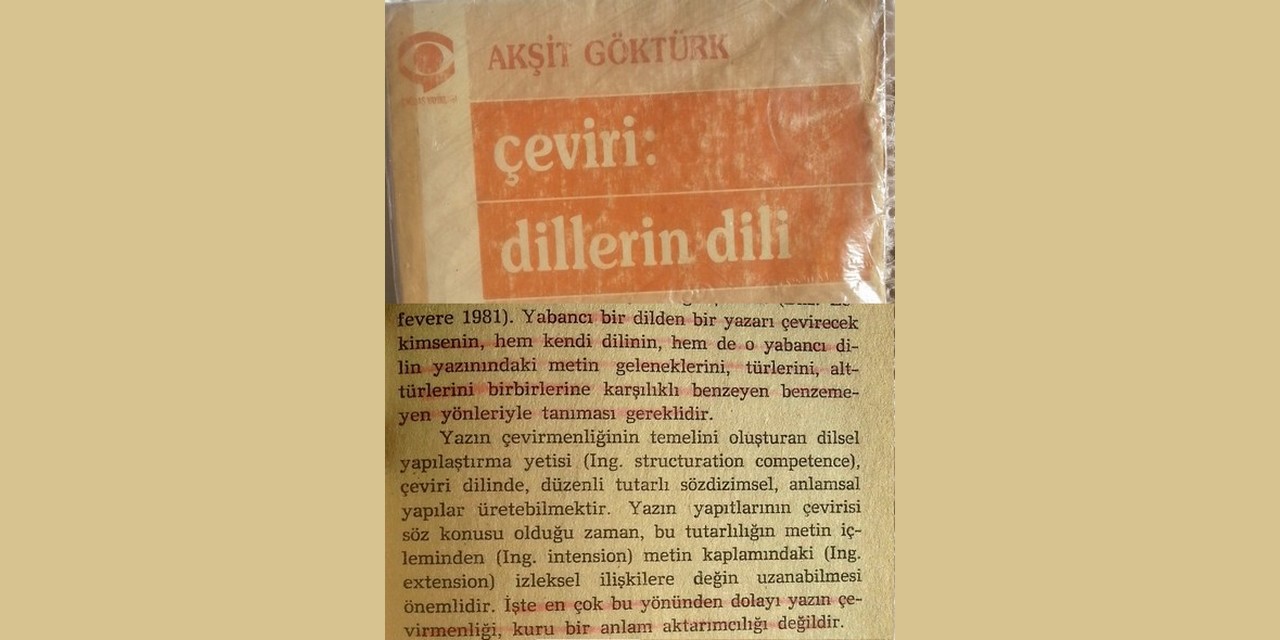 AKŞİT GÖKTÜRK
çeviri:
dillerin dili
fevere 1981). Yabancı bir dilden bir yazarı çevirecek
kimsenin, hem kendi dilinin, hem de o yabancı di-
lin yazınındaki metin geleneklerini, türlerini, alt-
türlerini birbirlerine karşılıklı benzeyen benzeme-
yen yönleriyle tanıması gereklidir.
Yazın çevirmenliğinin temelini oluşturan dilsel
yapılaştırma yetisi (Ing. structuration competence),
çeviri dilinde, düzenli tutarlı sözdizimsel, anlamsal
yapılar üretebilmektir. Yazın yapıtlarının çevirisi
söz konusu olduğu zaman, bu tutarlılığın metin iç-
leminden (Ing. intension) metin kaplamındaki (Ing.
extension) izleksel ilişkilere değin uzanabilmesi
önemlidir. İşte en çok bu yönünden dolayı yazın çe-
virmenliği, kuru bir anlam aktarımcılığı değildir.